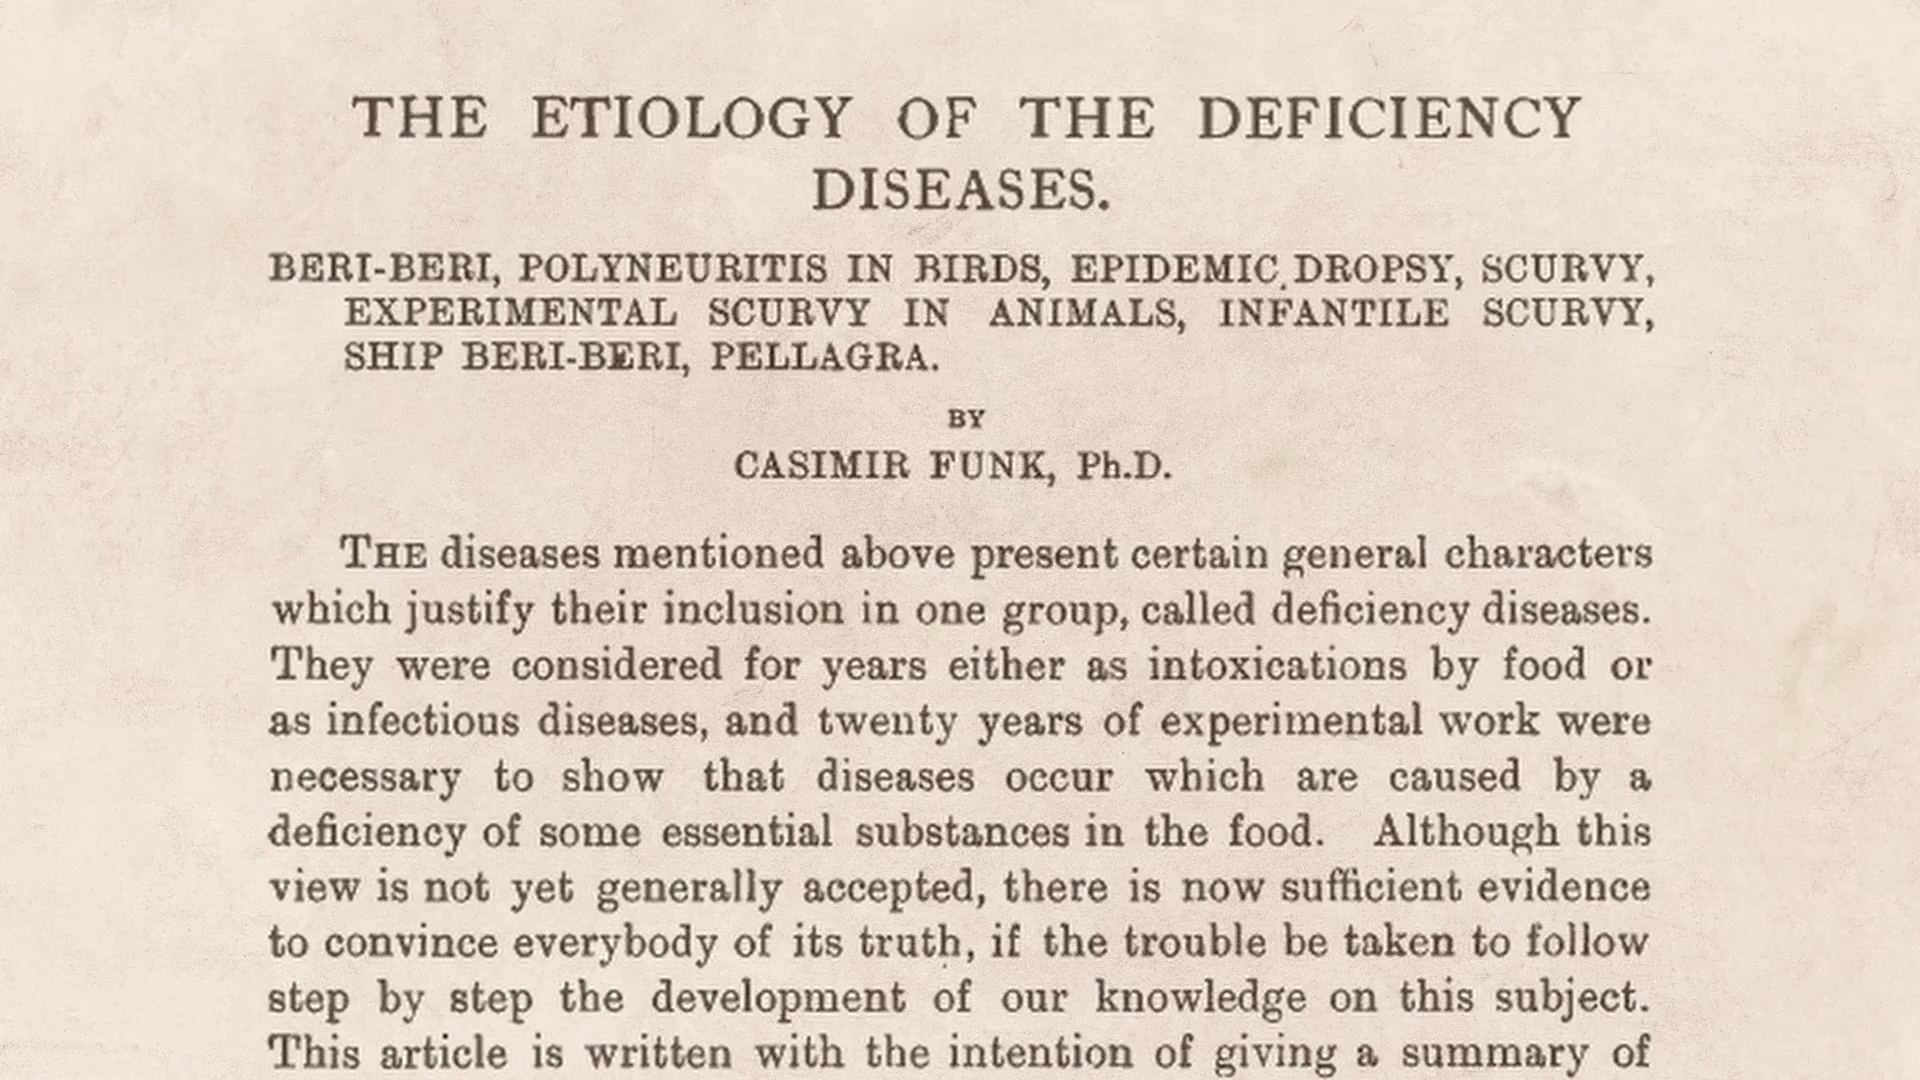 THE ETIOLOGY OF THE DEFICIENCY
DISEASES.
BERI-BERI, POLYNEURITIS IN BIRDS, EPIDEMIC DROPSY, SCURVY,
EXPERIMENTAL SCURVY IN ANIMALS, INFANTILE SCURVY,
SHIP BERI-BERI, PELLAGRA.
BY
CASIMIR FUNK, Ph.D.
THE diseases mentioned above present certain general characters
which justify their inclusion in one group, called deficiency diseases.
They were considered for years either as intoxications by food or
as infectious diseases, and twenty years of experimental work were
necessary to show that diseases occur which are caused by a
deficiency of some essential substances in the food. Although this
view is not yet generally accepted, there is now sufficient evidence
to convince everybody of its truth, if the trouble be taken to follow
step by step the development of our knowledge on this subject.
This article is written with the intention of giving a summary of